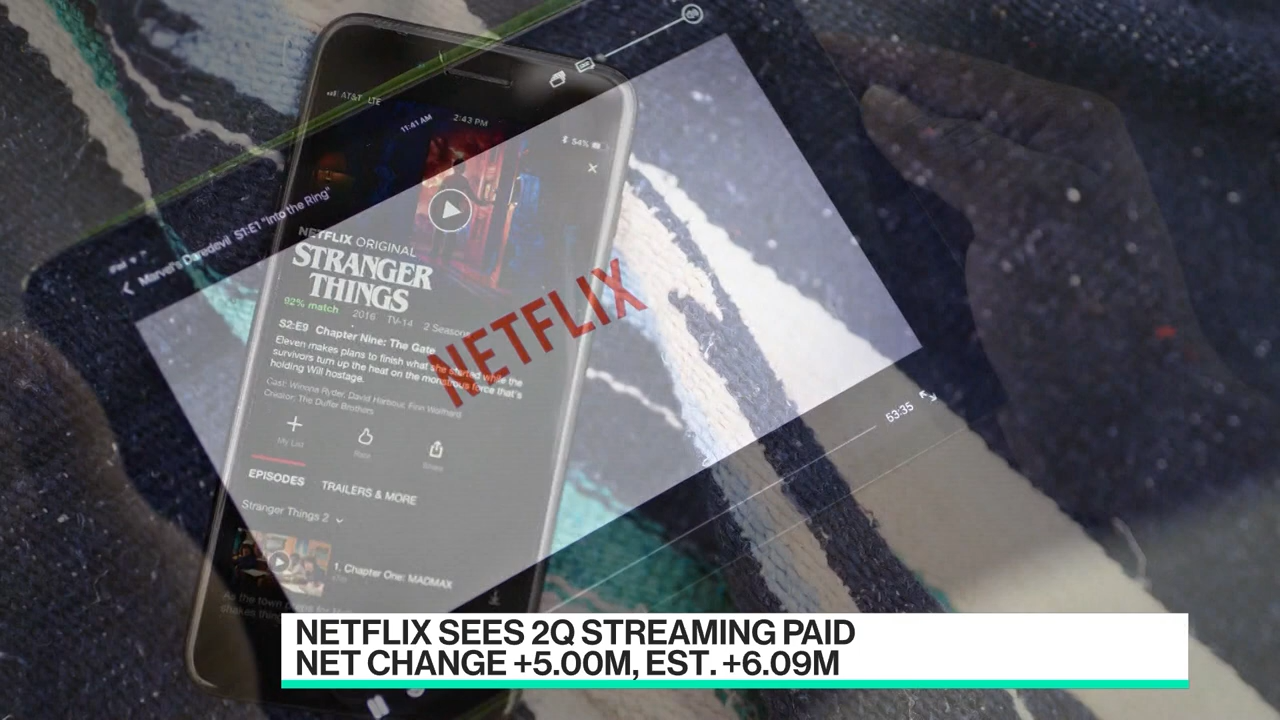 AT&T LTE
11:41 AM
2:43 PM
54%
Marvel's Daredevil S1:E1 "Into the Ring"
NETFLIX ORIGINAL
STRANGER
THINGS
92% match 2016 TV-14 2 Seasons
S2:E9 Chapter Nine: The Gate
Eleven makes plans to finish what she started while the
survivors turn up the heat on the monstrous force that's
holding Will hostage.
Cast: Winona Ryder, David Harbour, Finn Wolfhard
Creator: The Duffer Brothers
NETFLIX
My List
Rate
Share
53:35
EPISODES TRAILERS & MORE
Stranger Things 2
1. Chapter One: MADMAX
As the town
NETFLIX SEES 2Q STREAMING PAID
NET CHANGE +5.00M, EST. +6.09M